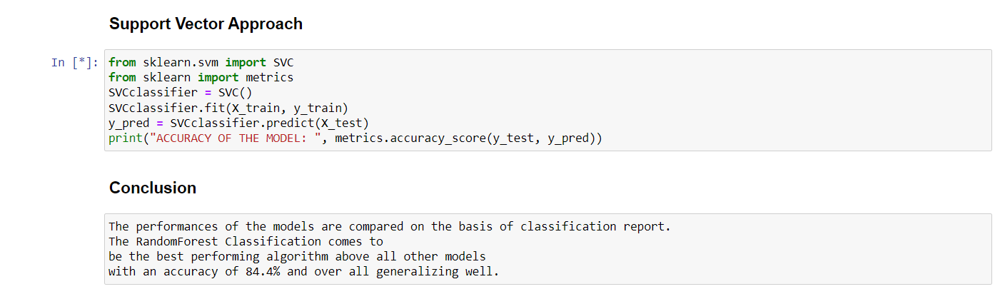 Support Vector Approach
In [*]:
from sklearn.svm import SVC
from sklearn import metrics
SVCclassifier = SVC()
SVCclassifier.fit(X_train, y_train)
y_pred = SVCclassifier.predict(X_test)
print("ACCURACY OF THE MODEL: ", metrics.accuracy_score(y_test, y_pred))
Conclusion
The performances of the models are compared on the basis of classification report.
The RandomForest Classification comes to
be the best performing algorithm above all other models
with an accuracy of 84.4% and over all generalizing well.